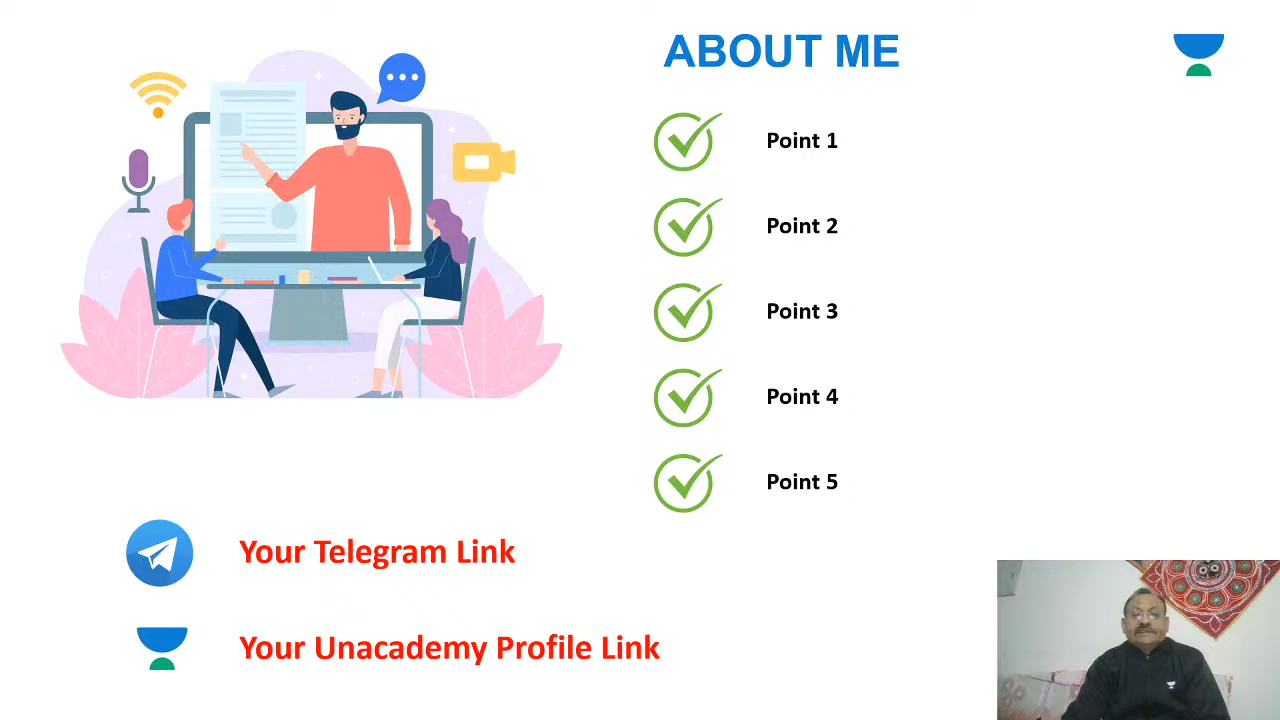 ABOUT ME
Point 1
Point 2
Point 3
Point 4
Point 5
Your Telegram Link
Your Unacademy Profile Link